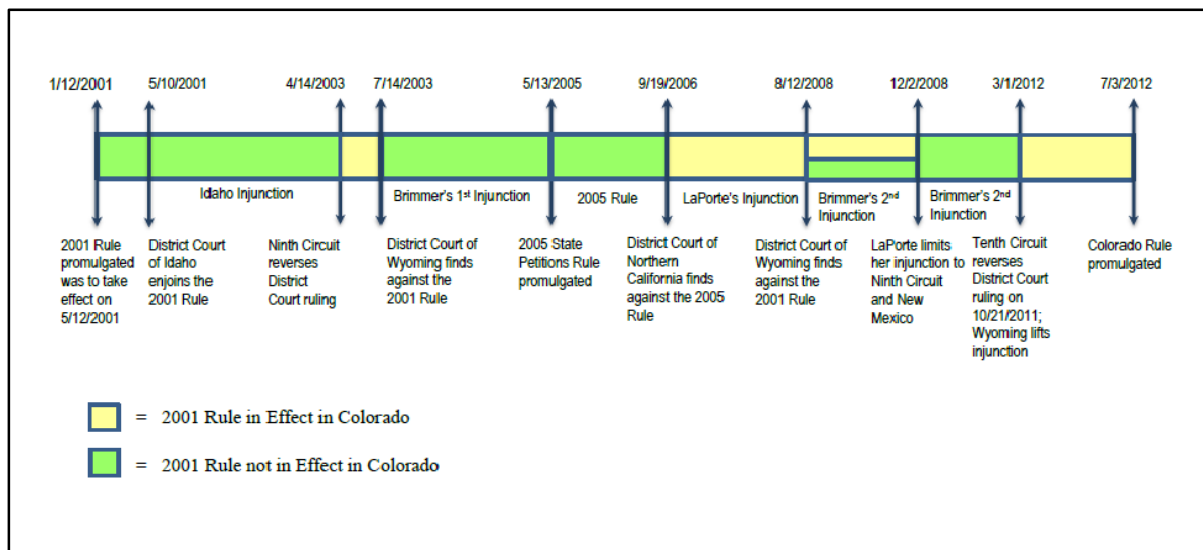 1/12/2001 5/10/2001 4/14/2003 7/14/2003 5/13/2005 9/19/2006 8/12/2008 12/2/2008 3/1/2012 7/3/2012
Idaho Injunction
Brimmer's 1st Injunction
2005 Rule
LaPorte's Injunction
Brimmer's 2nd
Injunction
Brimmer's 2nd
Injunction
2001 Rule
promulgated
was to take
effect on
5/12/2001
District Court
of Idaho
enjoins the
2001 Rule
Ninth Circuit
reverses
District
Court ruling
District Court of
Wyoming finds
against the
2001 Rule
2005 State
Petitions Rule
promulgated
District Court of
Northern
California finds
against the 2005
Rule
District Court of
Wyoming finds
against the
2001 Rule
LaPorte limits
her injunction to
Ninth Circuit
and New
Mexico
Tenth Circuit
reverses
District Court
ruling on
10/21/2011;
Wyoming lifts
injunction
Colorado Rule
promulgated
= 2001 Rule in Effect in Colorado
= 2001 Rule not in Effect in Colorado